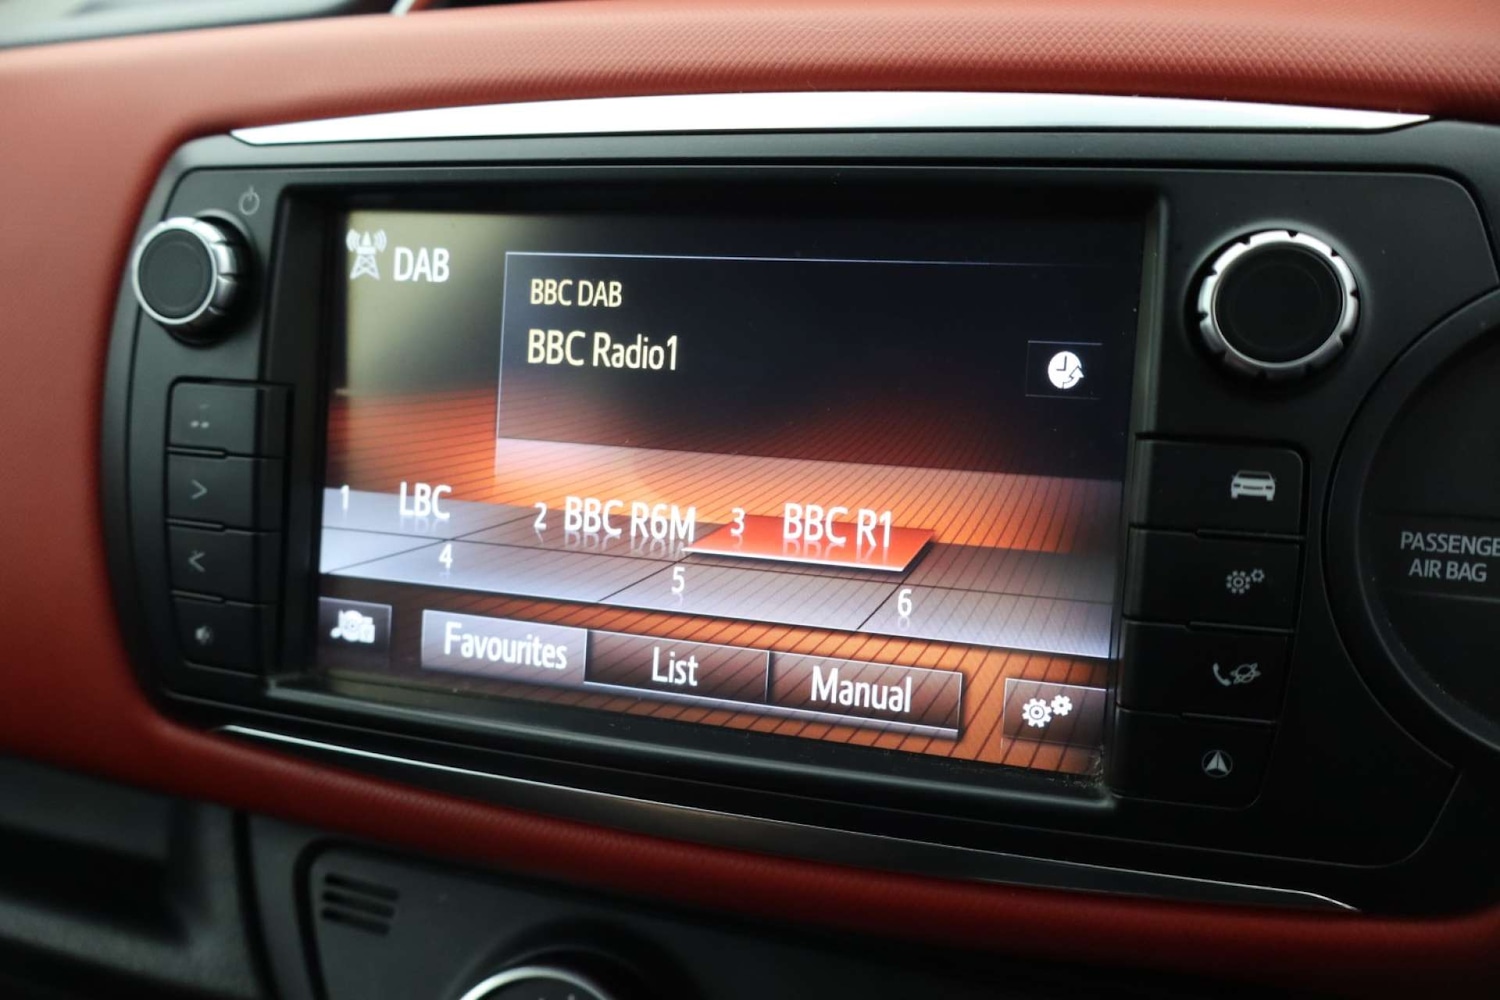 DAB
BBC DAB
BBC Radio1
1 LBC
2 BBC R6M
3 BBC R1
4
5
6
Favourites
List
Manual
PASSENGE
AIR BAG